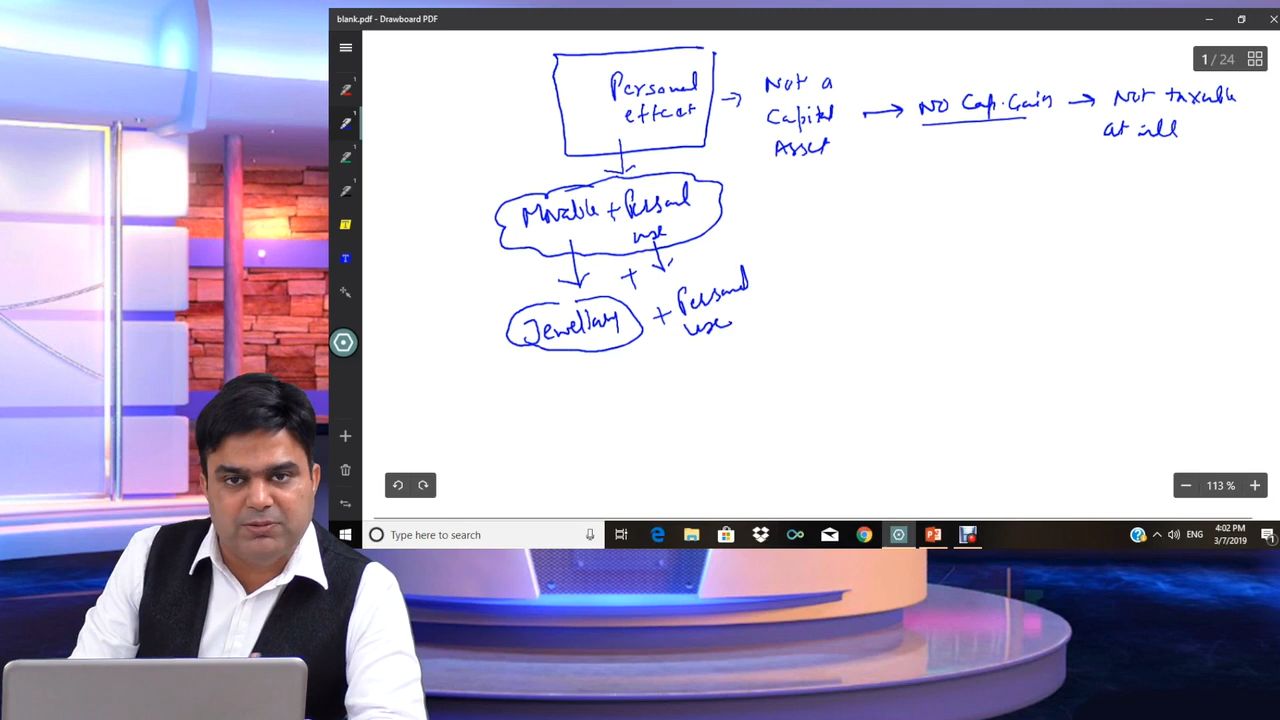 blank.pdf - Drawboard PDF
1 / 24
Personal
effect
Not a
Capital
Asset
No Cap. Gain
Not taxable
at all
Movable + Personal
use
+
Jewellary + Personal
use
113 %
Type here to search
ENG
4:02 PM
3/7/2019